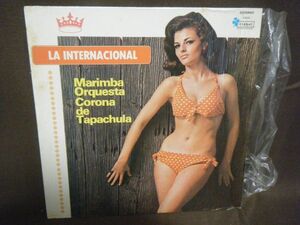 LA INTERNACIONAL
Marimba
Orquesta
Corona
de
Tapachula